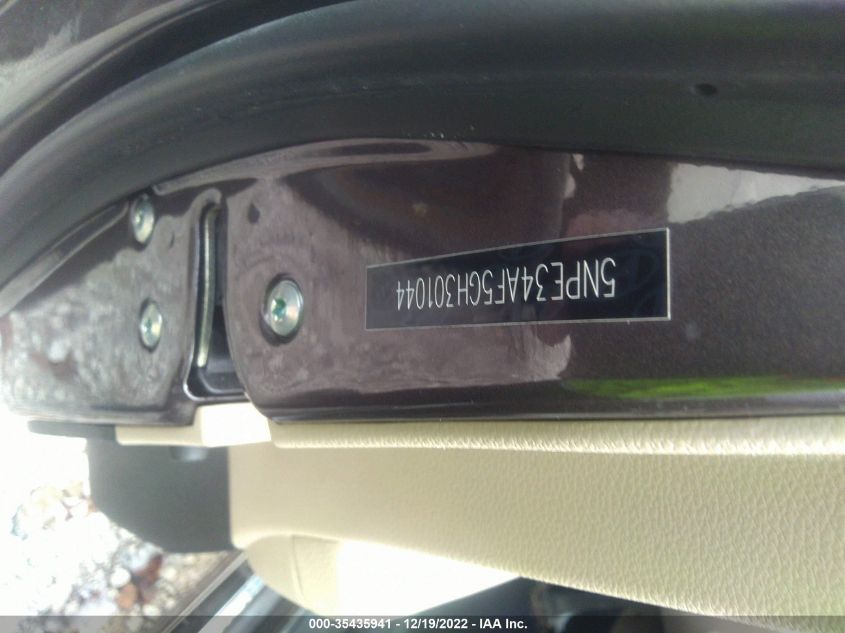 5NPE34AF5GH301044
000-35435941 - 12/19/2022 - IAA Inc.